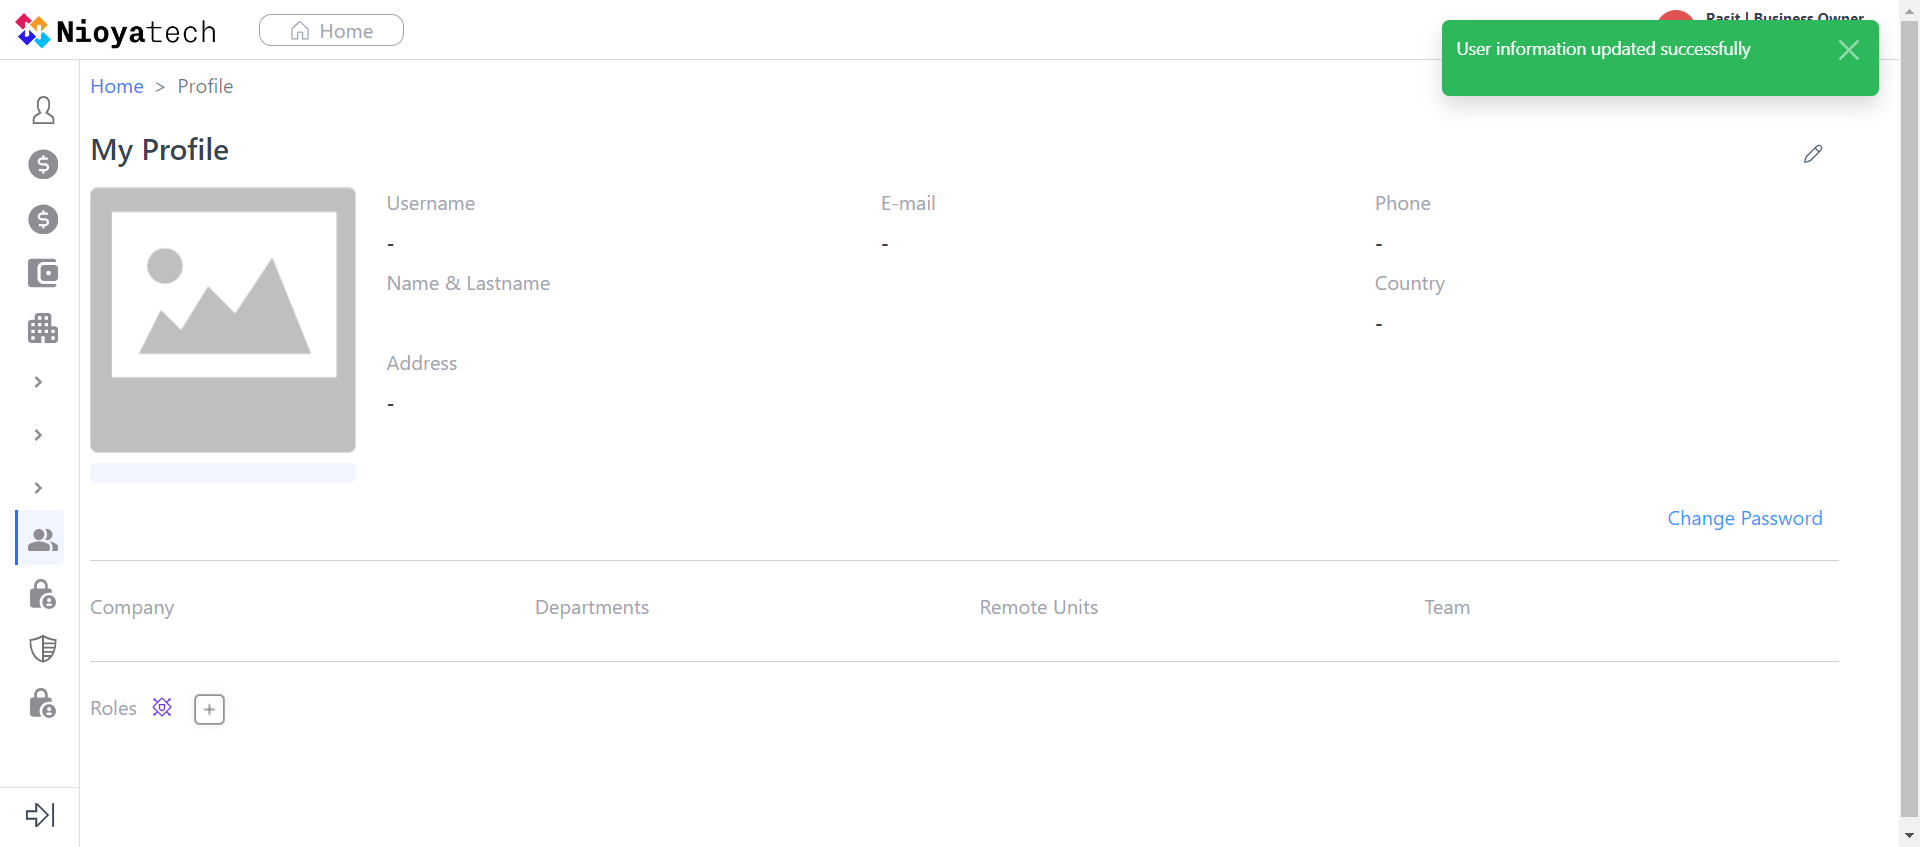 Nioyatech
Home
Rasit | Business Owner
User information updated successfully
Home > Profile
My Profile
Username
E-mail
Phone
-
-
-
Name & Lastname
Country
-
Address
-
Change Password
Company
Departments
Remote Units
Team
Roles